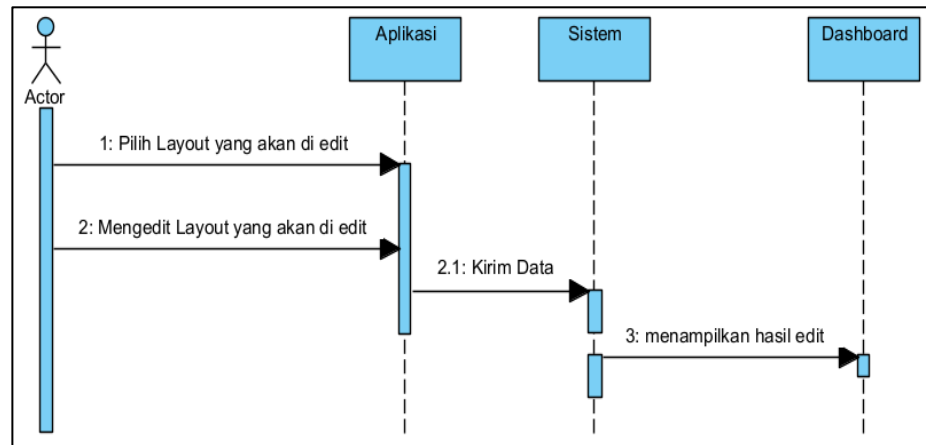 Aplikasi
Sistem
Dashboard
Actor
1: Pilih Layout yang akan di edit
2: Mengedit Layout yang akan di edit
2.1: Kirim Data
3: menampilkan hasil edit